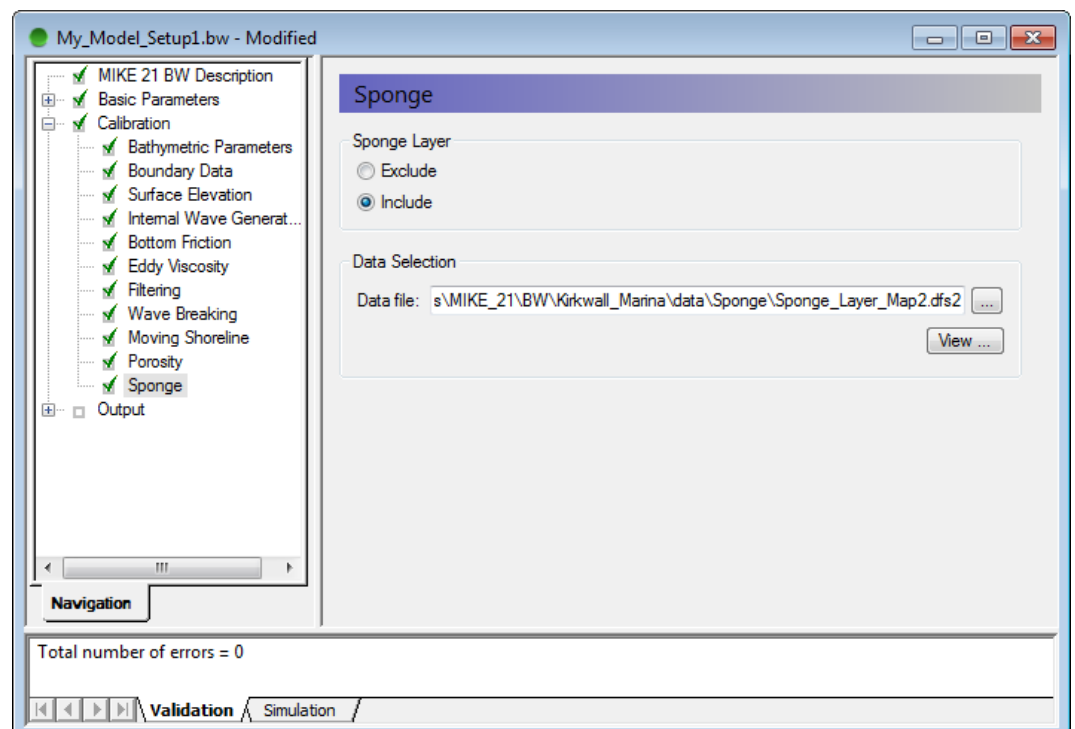 My_Model_Setup1.bw - Modified
MIKE 21 BW Description
Basic Parameters
Calibration
Bathymetric Parameters
Boundary Data
Surface Elevation
Internal Wave Generat...
Bottom Friction
Eddy Viscosity
Filtering
Wave Breaking
Moving Shoreline
Porosity
Sponge
Output
Navigation
Sponge
Sponge Layer
Exclude
Include
Data Selection
Data file: s\MIKE_21\BW\Kirkwall_Marina\data\Sponge\Sponge_Layer_Map2.dfs2 ...
View ...
Total number of errors = 0
Validation Simulation